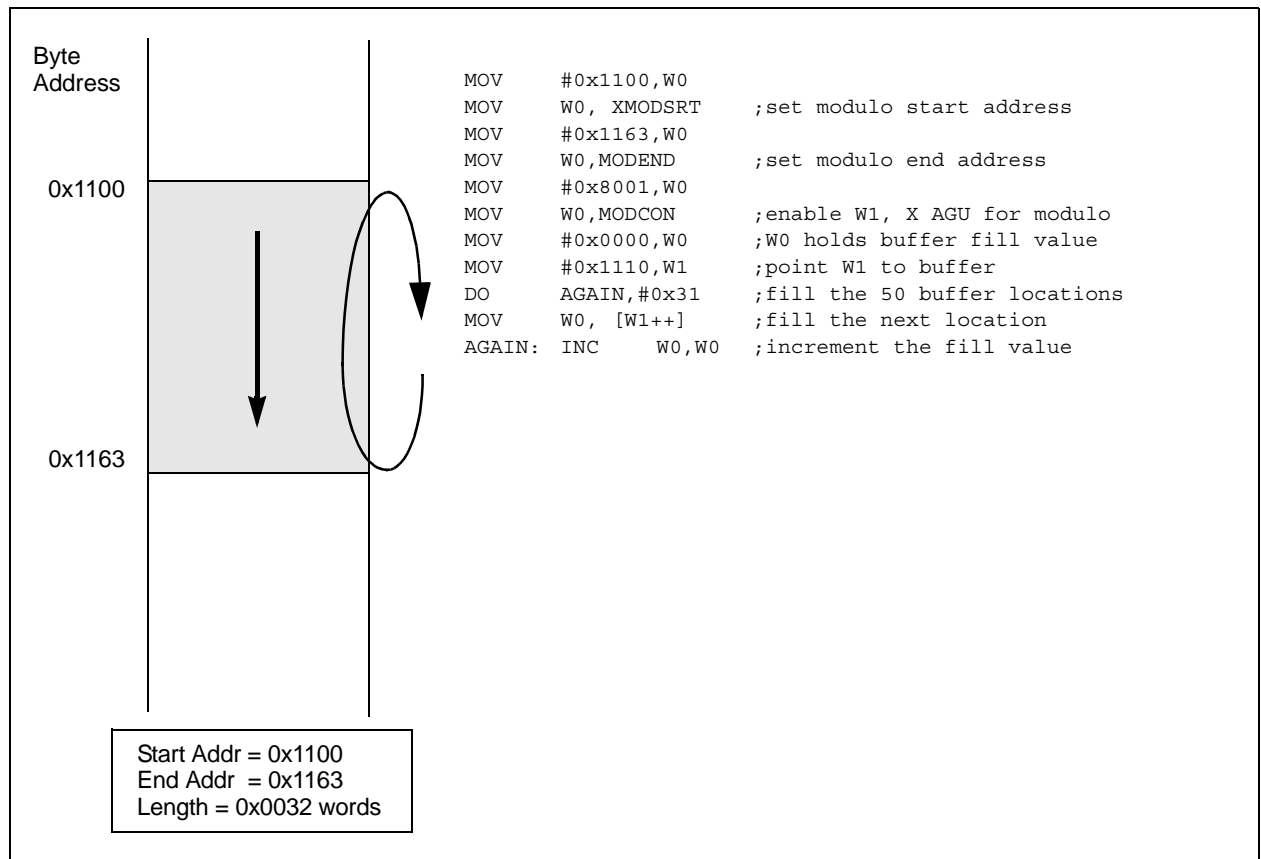 Byte
Address
0x1100
0x1163
MOV #0x1100,W0
MOV W0, XMODSRT ;set modulo start address
MOV #0x1163,W0
MOV W0,MODEND ;set modulo end address
MOV #0x8001,W0
MOV W0,MODCON ;enable W1, X AGU for modulo
MOV #0x0000,W0 ;W0 holds buffer fill value
MOV #0x1110,W1 ;point W1 to buffer
DO AGAIN,#0x31 ;fill the 50 buffer locations
MOV W0, [W1++] ;fill the next location
AGAIN: INC W0,W0 ;increment the fill value
Start Addr = 0x1100
End Addr = 0x1163
Length = 0x0032 words